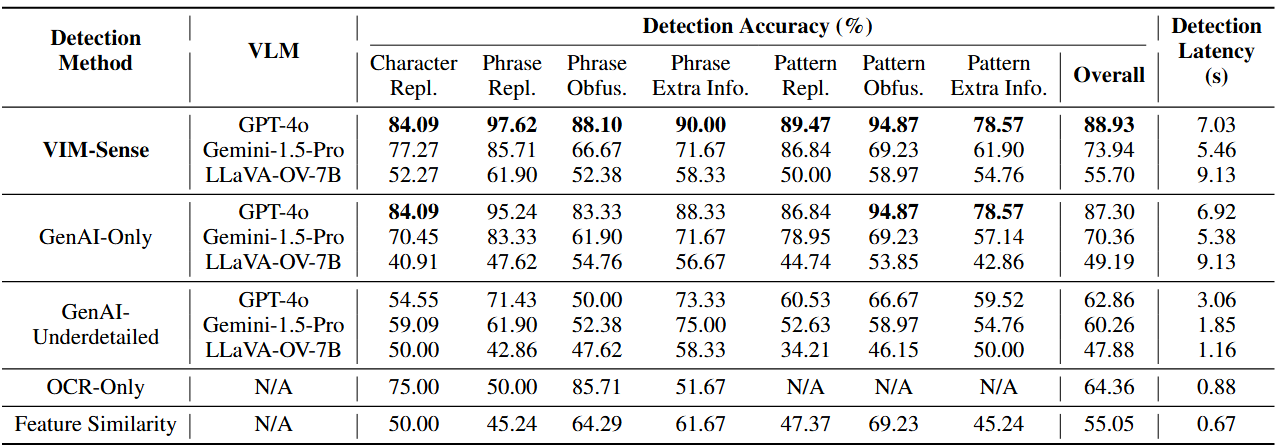 Detection Method VLM Detection Accuracy (%) Detection Latency (s)
Character Repl. Phrase Repl. Phrase Obfus. Phrase Extra Info. Pattern Repl. Pattern Obfus. Pattern Extra Info. Overall
VIM-Sense GPT-4o 84.09 97.62 88.10 90.00 89.47 94.87 78.57 88.93 7.03
Gemini-1.5-Pro 77.27 85.71 66.67 71.67 86.84 69.23 61.90 73.94 5.46
LLaVA-OV-7B 52.27 61.90 52.38 58.33 50.00 58.97 54.76 55.70 9.13
GenAI-Only GPT-4o 84.09 95.24 83.33 88.33 86.84 94.87 78.57 87.30 6.92
Gemini-1.5-Pro 70.45 83.33 61.90 71.67 78.95 69.23 57.14 70.36 5.38
LLaVA-OV-7B 40.91 47.62 54.76 56.67 44.74 53.85 42.86 49.19 9.13
GenAI-Underdetailed GPT-4o 54.55 71.43 50.00 73.33 60.53 66.67 59.52 62.86 3.06
Gemini-1.5-Pro 59.09 61.90 52.38 75.00 52.63 58.97 54.76 60.26 1.85
LLaVA-OV-7B 50.00 42.86 47.62 58.33 34.21 46.15 50.00 47.88 1.16
OCR-Only N/A 75.00 50.00 85.71 51.67 N/A N/A N/A 64.36 0.88
Feature Similarity N/A 50.00 45.24 64.29 61.67 47.37 69.23 45.24 55.05 0.67